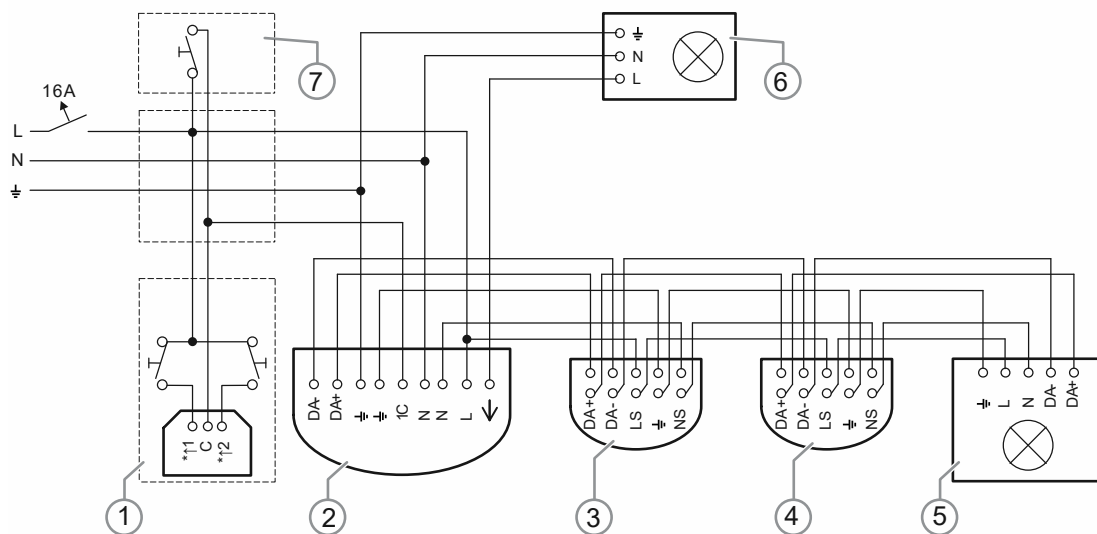 16A
L
N
⏚
⏚
N
L
7
6
*↑1
C
*↑2
DA-
DA+
⏚
⏚
1C
N
N
L
↓
DA+
DA-
LS
⏚
NS
DA+
DA-
LS
⏚
NS
⏚
L
N
DA-
DA+
1
2
3
4
5